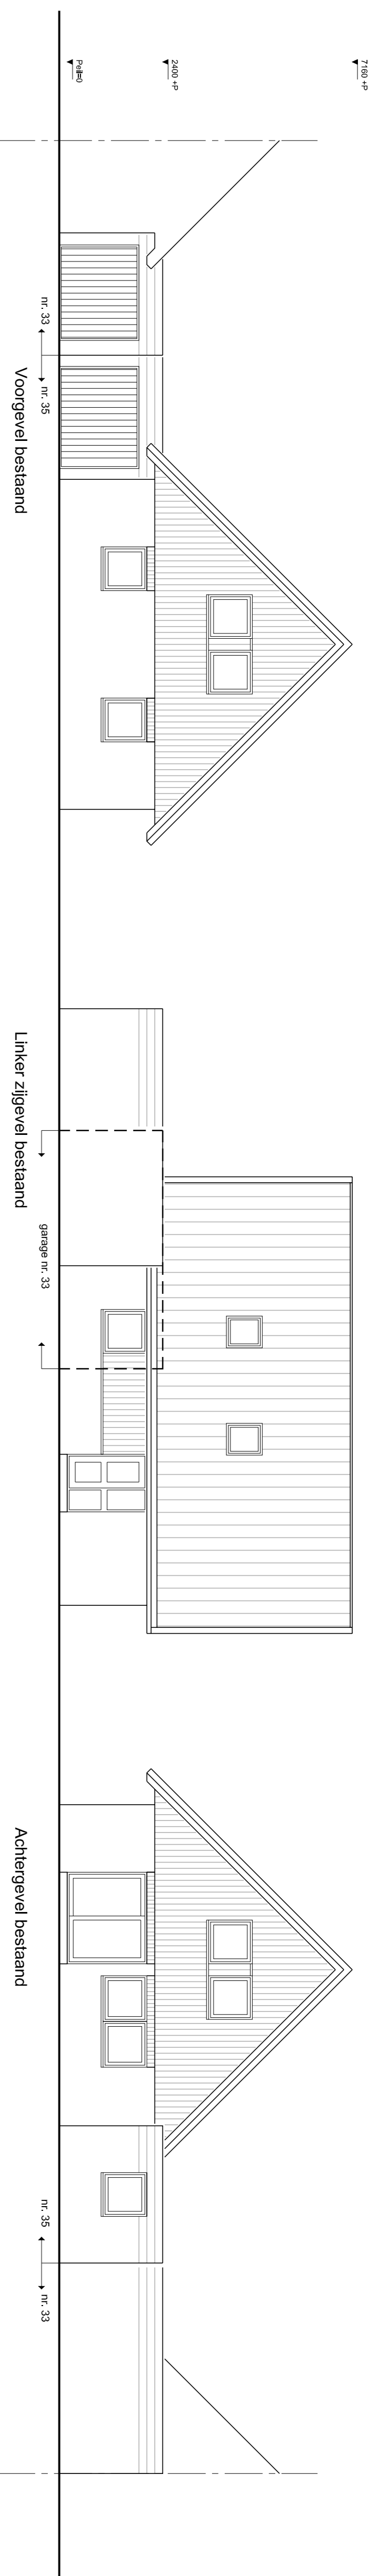 7160 +P
2400 +P
Peil=0
nr. 33
nr. 35
Voorgevel bestaand
garage nr. 33
Linker zijgevel bestaand
nr. 35
nr. 33
Achtergevel bestaand